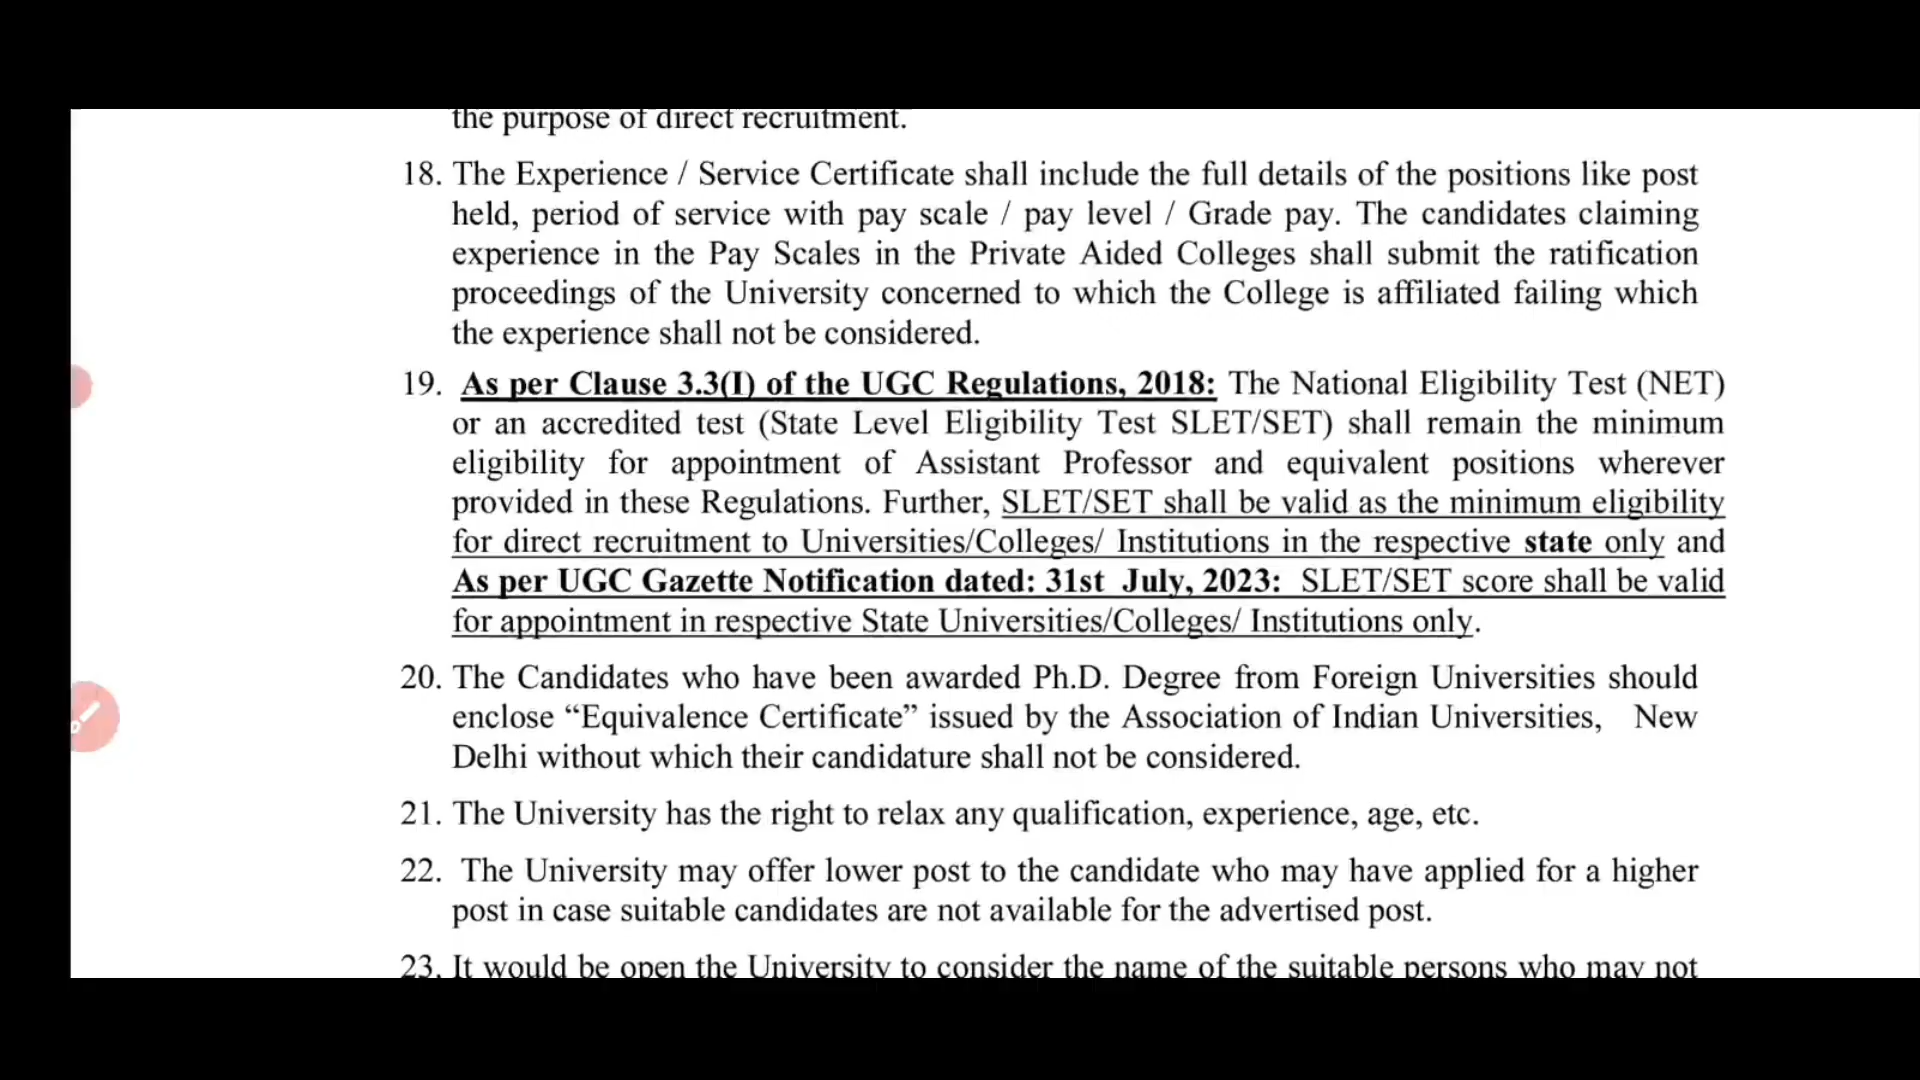 the purpose of direct recruitment.
18. The Experience / Service Certificate shall include the full details of the positions like post
held, period of service with pay scale / pay level / Grade pay. The candidates claiming
experience in the Pay Scales in the Private Aided Colleges shall submit the ratification
proceedings of the University concerned to which the College is affiliated failing which
the experience shall not be considered.
19. As per Clause 3.3(I) of the UGC Regulations, 2018: The National Eligibility Test (NET)
or an accredited test (State Level Eligibility Test SLET/SET) shall remain the minimum
eligibility for appointment of Assistant Professor and equivalent positions wherever
provided in these Regulations. Further, SLET/SET shall be valid as the minimum eligibility
for direct recruitment to Universities/Colleges/ Institutions in the respective state only and
As per UGC Gazette Notification dated: 31st July, 2023: SLET/SET score shall be valid
for appointment in respective State Universities/Colleges/ Institutions only.
20. The Candidates who have been awarded Ph.D. Degree from Foreign Universities should
enclose “Equivalence Certificate” issued by the Association of Indian Universities, New
Delhi without which their candidature shall not be considered.
21. The University has the right to relax any qualification, experience, age, etc.
22. The University may offer lower post to the candidate who may have applied for a higher
post in case suitable candidates are not available for the advertised post.
23. It would be open the University to consider the name of the suitable persons who may not